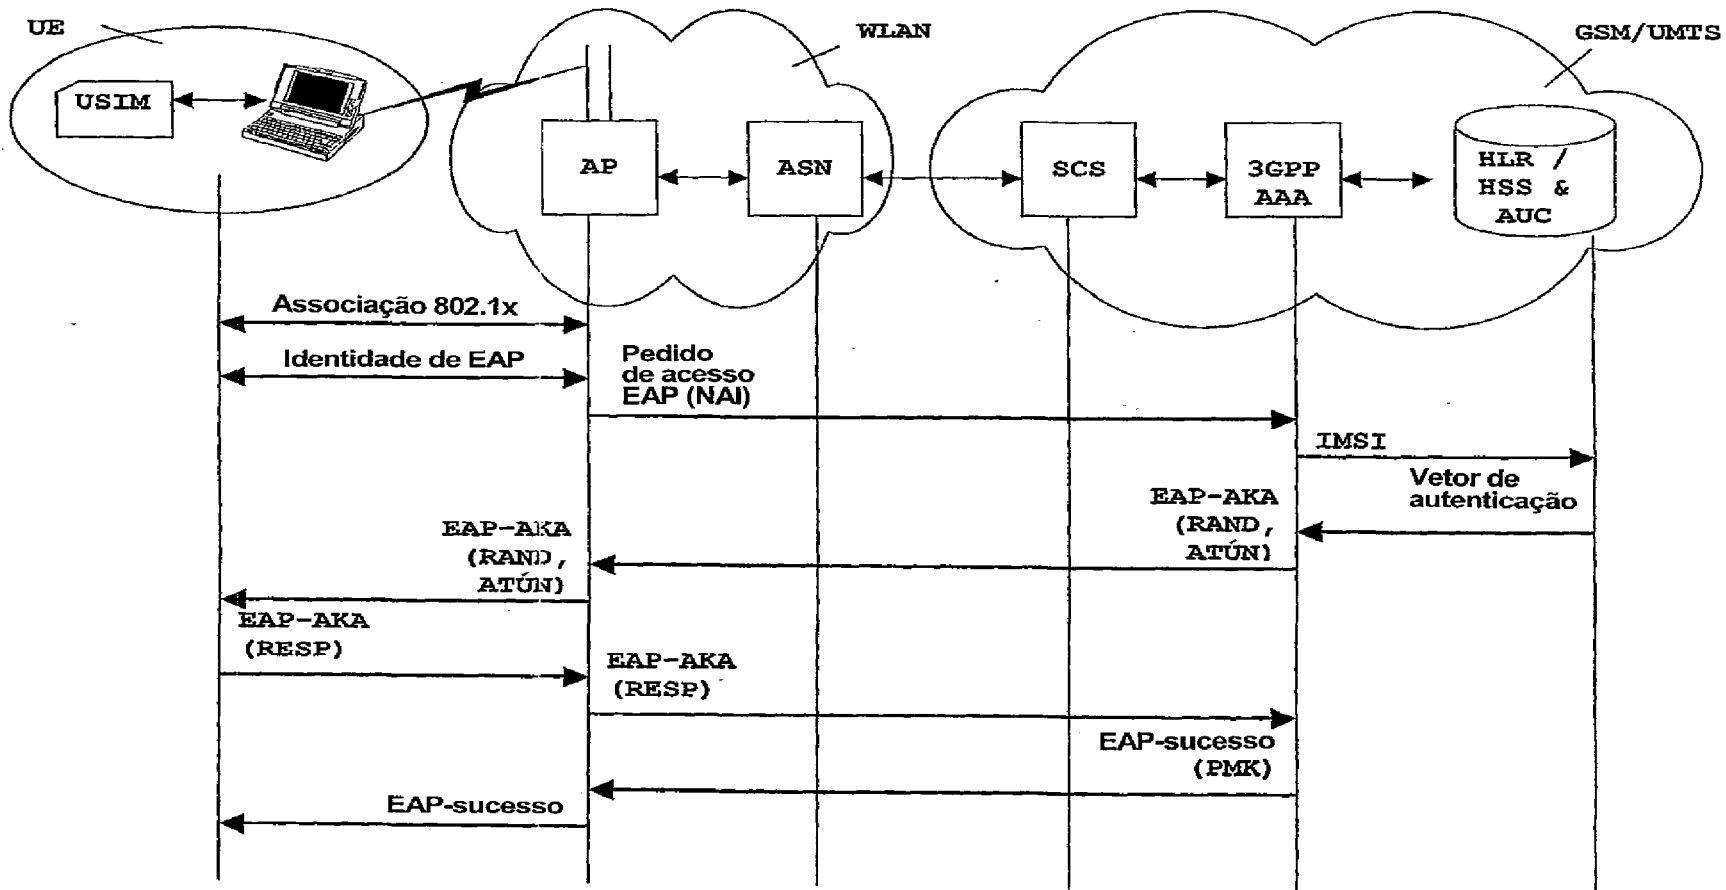 UE
WLAN
GSM/UMTS
USIM
AP
ASN
SCS
3GPP
AAA
HLR /
HSS &
AUC
Associação 802.1x
Identidade de EAP
Pedido
de acesso
EAP (NAI)
IMSI
Vetor de
autenticação
EAP-AKA
(RAND,
ATÚN)
EAP-AKA
(RAND,
ATÚN)
EAP-AKA
(RESP)
EAP-AKA
(RESP)
EAP-sucesso
(PMK)
EAP-sucesso